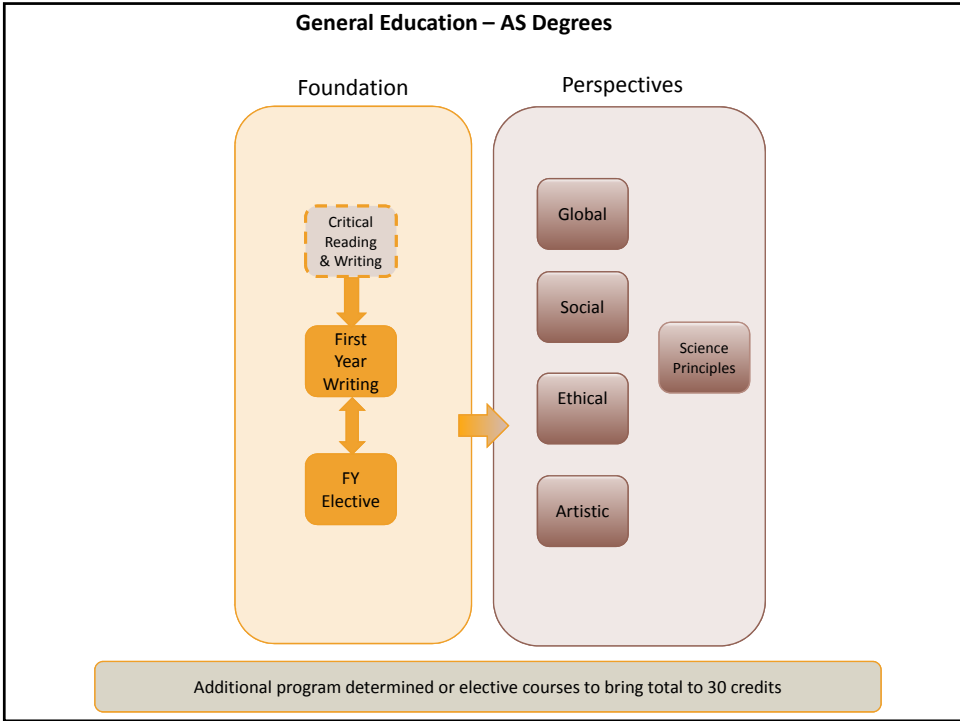 General Education – AS Degrees
Foundation
Critical
Reading
& Writing
First
Year
Writing
FY
Elective
Perspectives
Global
Social
Ethical
Artistic
Science
Principles
Additional program determined or elective courses to bring total to 30 credits